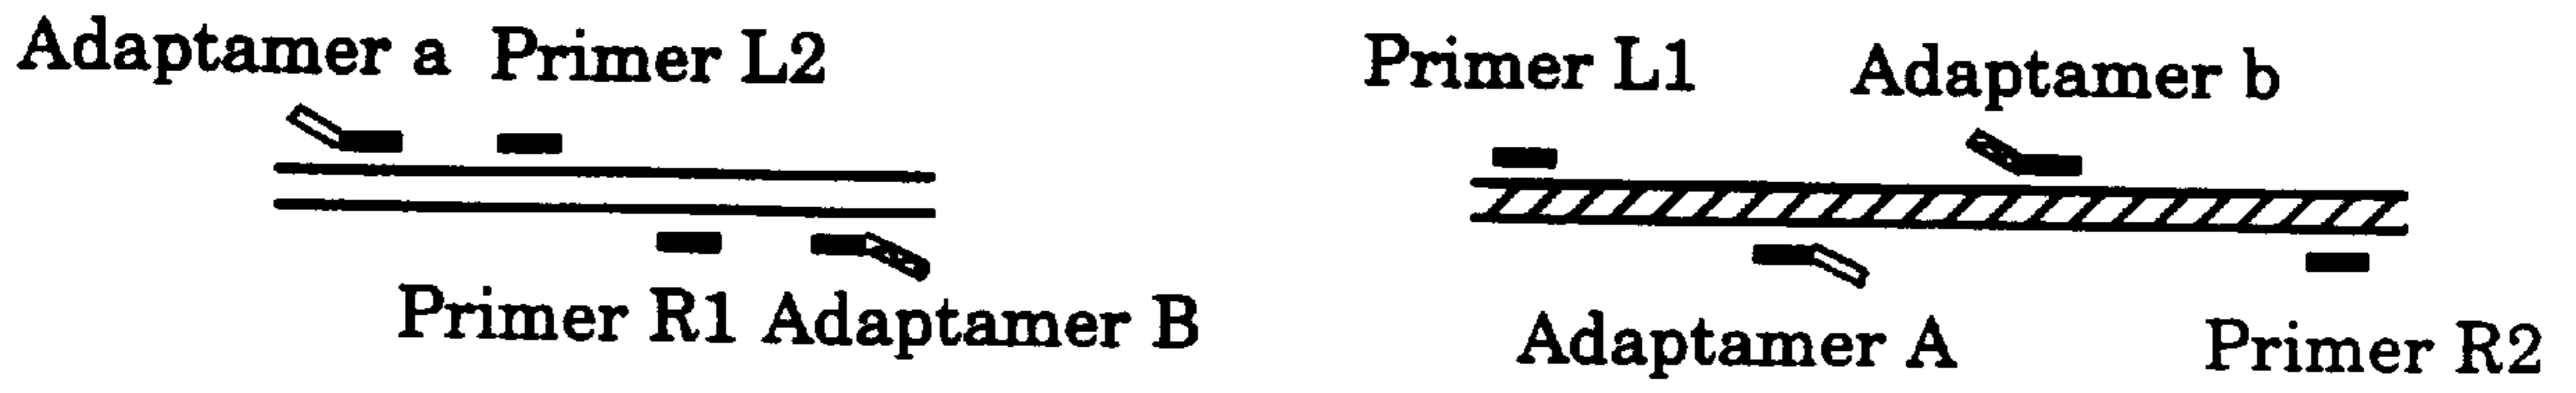 Adaptamer a Primer L2
Primer R1 Adaptamer B
Primer L1 Adaptamer b
Adaptamer A
Primer R2